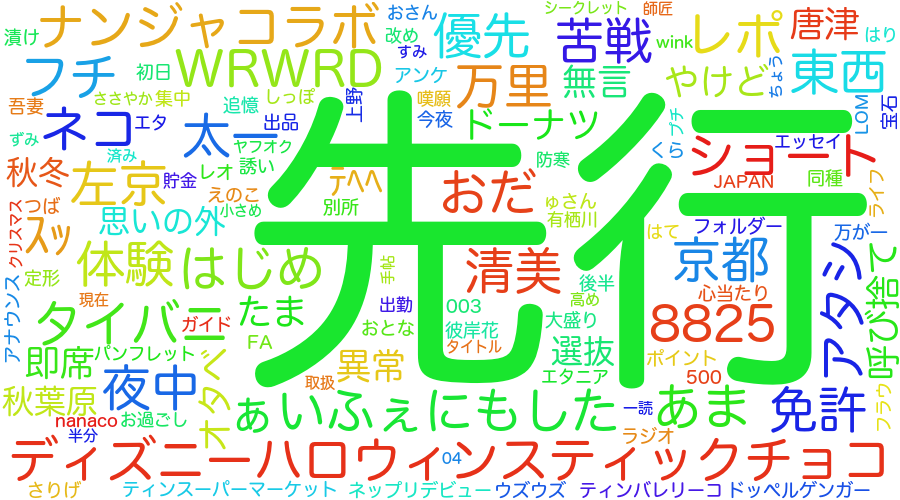 先行
ナンジャコラボ
おさん
改め
優先
シークレット
師匠
苦戦
wink
レポ
唐津
はり
漬け
フチ
初日
WRWRD
すみ
アンケ
万里
無言
やけど
ちょう
東西
吾妻
ささやか
集中
追憶
しっぽ
上野
嘆願
今夜
ドーナツ
プチ
LOM
宝石
ネコ
エタ
太一
出品
ヤフオク
ずみ
済み
レオ
誘い
防寒
くら
ショート
エッセイ
秋冬
左京
貯金
えのこ
テヘペ
おだ
JAPAN
同種
ライフ
クリスマス
つば
思いの外
小さめ
別所
ゅさん
有栖川
はて
フォルダー
万が一
スッ
体験
はじめ
手帖
清美
後半
京都
アタシ
呼び捨て
アナウンス
定形
現在
たま
出勤
003
高め
心当たり
タイバニ
ガイド
おとな
彼岸花
大盛り
8825
FA
タイトル
即席
パンフレット
オタベ
異常
選抜
ポイント
夜中
取扱
エタニア
500
秋葉原
nanaco
お過ごし
半分
ぁぃふぇにもした
一読
あま
免許
フラウ
ラジオ
ディズニーハロウィンスティックチョコ
04
さりげ
ティンスーパーマーケット
ネップリデビュー
ウズウズ
ティンバレリーコ
ドッペルゲンガー